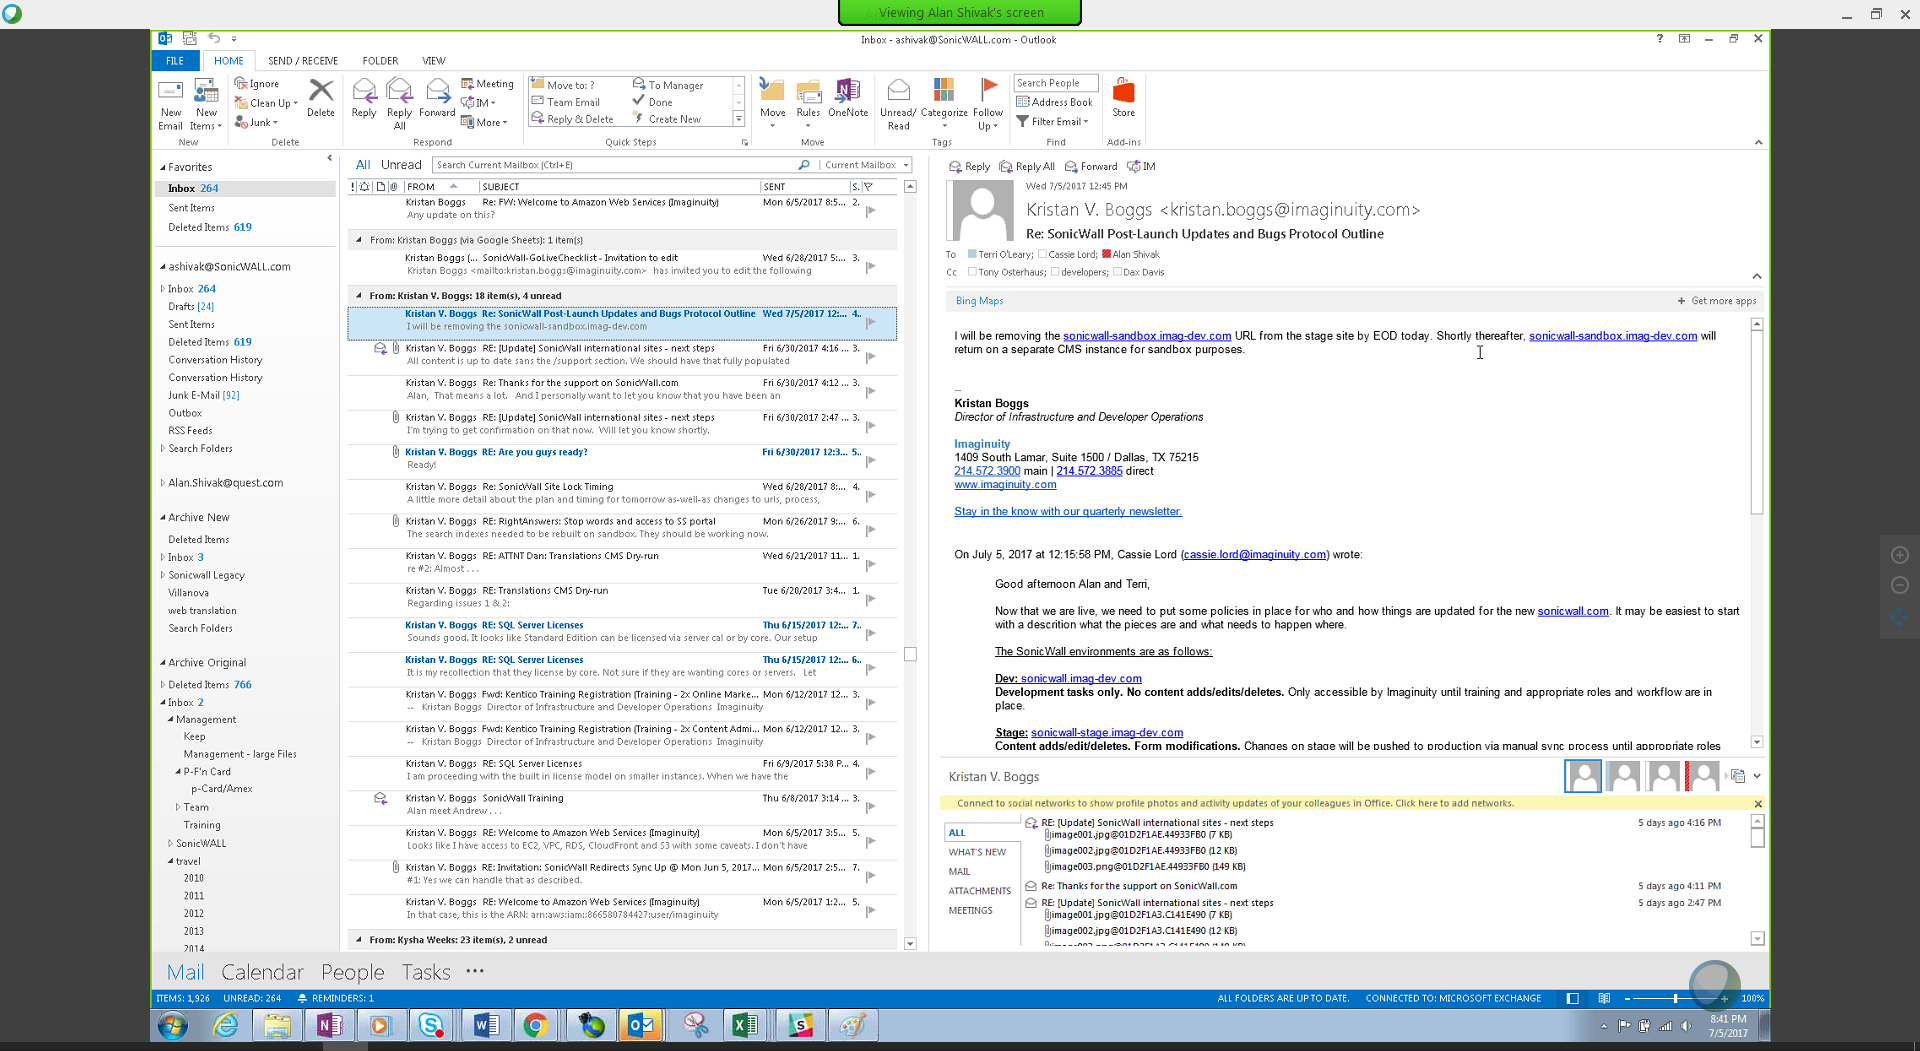 Viewing Alan Shivak's screen
Inbox - ashivak@SonicWALL.com - Outlook
FILE HOME SEND / RECEIVE FOLDER VIEW
New Email
New Items
New
Ignore
Clean Up
Junk
Delete
Delete
Reply
Reply All
Forward
Meeting
IM
More
Respond
Move to: ?
Team Email
Reply & Delete
To Manager
Done
Create New
Quick Steps
Move
Rules
OneNote
Move
Unread/ Read
Categorize
Follow Up
Tags
Search People
Address Book
Filter Email
Find
Store
Add-ins
Favorites
Inbox 264
Sent Items
Deleted Items 619
ashivak@SonicWALL.com
Inbox 264
Drafts [24]
Sent Items
Deleted Items 619
Conversation History
Conversation History
Junk E-Mail [92]
Outbox
RSS Feeds
Search Folders
Alan.Shivak@quest.com
Archive New
Deleted Items
Inbox 3
Sonicwall Legacy
Villanova
web translation
Search Folders
Archive Original
Deleted Items 766
Inbox 2
Management
Keep
Management - large Files
P-F'n Card
p-Card/Amex
Team
Training
SonicWALL
travel
2010
2011
2012
2013
2014
All Unread Search Current Mailbox (Ctrl+E) Current Mailbox
FROM SUBJECT SENT S.
Kristan Boggs Re: FW: Welcome to Amazon Web Services (Imaginuity) Mon 6/5/2017 8:5... 2.
Any update on this?
From: Kristan Boggs (via Google Sheets): 1 item(s)
Kristan Boggs (... SonicWall-GoLiveChecklist - Invitation to edit Wed 6/28/2017 5:... 3.
Kristan Boggs <mailto:kristan.boggs@imaginuity.com> has invited you to edit the following
From: Kristan V. Boggs: 18 item(s), 4 unread
Kristan V. Boggs Re: SonicWall Post-Launch Updates and Bugs Protocol Outline Wed 7/5/2017 12:... 4.
I will be removing the sonicwall-sandbox.imag-dev.com
Kristan V. Boggs RE: [Update] SonicWall international sites - next steps Fri 6/30/2017 4:16 ... 3.
All content is up to date sans the /support section. We should have that fully populated
Kristan V. Boggs Re: Thanks for the support on SonicWall.com Fri 6/30/2017 4:12 ... 3.
Alan, That means a lot. And I personally want to let you know that you have been an
Kristan V. Boggs Re: [Update] SonicWall international sites - next steps Fri 6/30/2017 2:47 ... 3.
I'm trying to get confirmation on that now. Will let you know shortly.
Kristan V. Boggs RE: Are you guys ready? Fri 6/30/2017 12:3... 5.
Ready!
Kristan V. Boggs Re: SonicWall Site Lock Timing Wed 6/28/2017 8:... 4.
A little more detail about the plan and timing for tomorrow as-well-as changes to urls, process,
Kristan V. Boggs RE: RightAnswers: Stop words and access to SS portal Mon 6/26/2017 9:... 6.
The search indexes needed to be rebuilt on sandbox. They should be working now.
Kristan V. Boggs RE: ATTNT Dan: Translations CMS Dry-run Wed 6/21/2017 11... 1.
re #2: Almost . . .
Kristan V. Boggs RE: Translations CMS Dry-run Tue 6/20/2017 3:4... 1.
Regarding issues 1 & 2:
Kristan V. Boggs RE: SQL Server Licenses Thu 6/15/2017 12:... 7.
Sounds good. It looks like Standard Edition can be licensed via server cal or by core. Our setup
Kristan V. Boggs RE: SQL Server Licenses Thu 6/15/2017 12:... 6.
It is my recollection that they license by core. Not sure if they are wanting cores or servers. Let
Kristan V. Boggs Fwd: Kentico Training Registration (Training - 2x Online Marke... Mon 6/12/2017 12... 3.
-- Kristan Boggs Director of Infrastructure and Developer Operations Imaginuity
Kristan V. Boggs Fwd: Kentico Training Registration (Training - 2x Content Admi... Mon 6/12/2017 12... 3.
-- Kristan Boggs Director of Infrastructure and Developer Operations Imaginuity
Kristan V. Boggs RE: SQL Server Licenses Fri 6/9/2017 5:38 P... 4.
I am proceeding with the built in license model on smaller instances. When we have the
Kristan V. Boggs SonicWall Training Thu 6/8/2017 3:14 ... 3.
Alan meet Andrew . . .
Kristan V. Boggs RE: Welcome to Amazon Web Services (Imaginuity) Mon 6/5/2017 3:5... 5.
Looks like I have access to EC2, VPC, RDS, CloudFront and S3 with some caveats. I don't have
Kristan V. Boggs RE: Invitation: SonicWall Redirects Sync Up @ Mon Jun 5, 2017... Mon 6/5/2017 2:5... 7.
#1: Yes we can handle that as described.
Kristan V. Boggs RE: Welcome to Amazon Web Services (Imaginuity) Mon 6/5/2017 1:2... 5.
In that case, this is the ARN: arn:aws:iam::866580784427:user/imaginuity
From: Kysha Weeks: 23 item(s), 2 unread
Reply Reply All Forward IM
Wed 7/5/2017 12:45 PM
Kristan V. Boggs <kristan.boggs@imaginuity.com>
Re: SonicWall Post-Launch Updates and Bugs Protocol Outline
To Terri O'Leary; Cassie Lord; Alan Shivak
Cc Tony Osterhaus; developers; Dax Davis
Bing Maps + Get more apps
I will be removing the sonicwall-sandbox.imag-dev.com URL from the stage site by EOD today. Shortly thereafter, sonicwall-sandbox.imag-dev.com will
return on a separate CMS instance for sandbox purposes.
--
Kristan Boggs
Director of Infrastructure and Developer Operations
Imaginuity
1409 South Lamar, Suite 1500 / Dallas, TX 75215
214.572.3900 main | 214.572.3885 direct
www.imaginuity.com
Stay in the know with our quarterly newsletter.
On July 5, 2017 at 12:15:58 PM, Cassie Lord (cassie.lord@imaginuity.com) wrote:
Good afternoon Alan and Terri,
Now that we are live, we need to put some policies in place for who and how things are updated for the new sonicwall.com. It may be easiest to start
with a descrition what the pieces are and what needs to happen where.
The SonicWall environments are as follows:
Dev: sonicwall.imag-dev.com
Development tasks only. No content adds/edits/deletes. Only accessible by Imaginuity until training and appropriate roles and workflow are in
place.
Stage: sonicwall-stage.imag-dev.com
Content adds/edit/deletes. Form modifications. Changes on stage will be pushed to production via manual sync process until appropriate roles
Kristan V. Boggs
Connect to social networks to show profile photos and activity updates of your colleagues in Office. Click here to add networks.
ALL
WHAT'S NEW
MAIL
ATTACHMENTS
MEETINGS
RE: [Update] SonicWall international sites - next steps 5 days ago 4:16 PM
image001.jpg@01D2F1AE.44933FB0 (7 KB)
image002.jpg@01D2F1AE.44933FB0 (12 KB)
image003.png@01D2F1AE.44933FB0 (149 KB)
Re: Thanks for the support on SonicWall.com 5 days ago 4:11 PM
Re: [Update] SonicWall international sites - next steps 5 days ago 2:47 PM
image001.jpg@01D2F1A3.C141E490 (7 KB)
image002.jpg@01D2F1A3.C141E490 (12 KB)
Mail Calendar People Tasks ...
ITEMS: 1,926 UNREAD: 264 REMINDERS: 1 ALL FOLDERS ARE UP TO DATE. CONNECTED TO: MICROSOFT EXCHANGE 100%
8:41 PM
7/5/2017